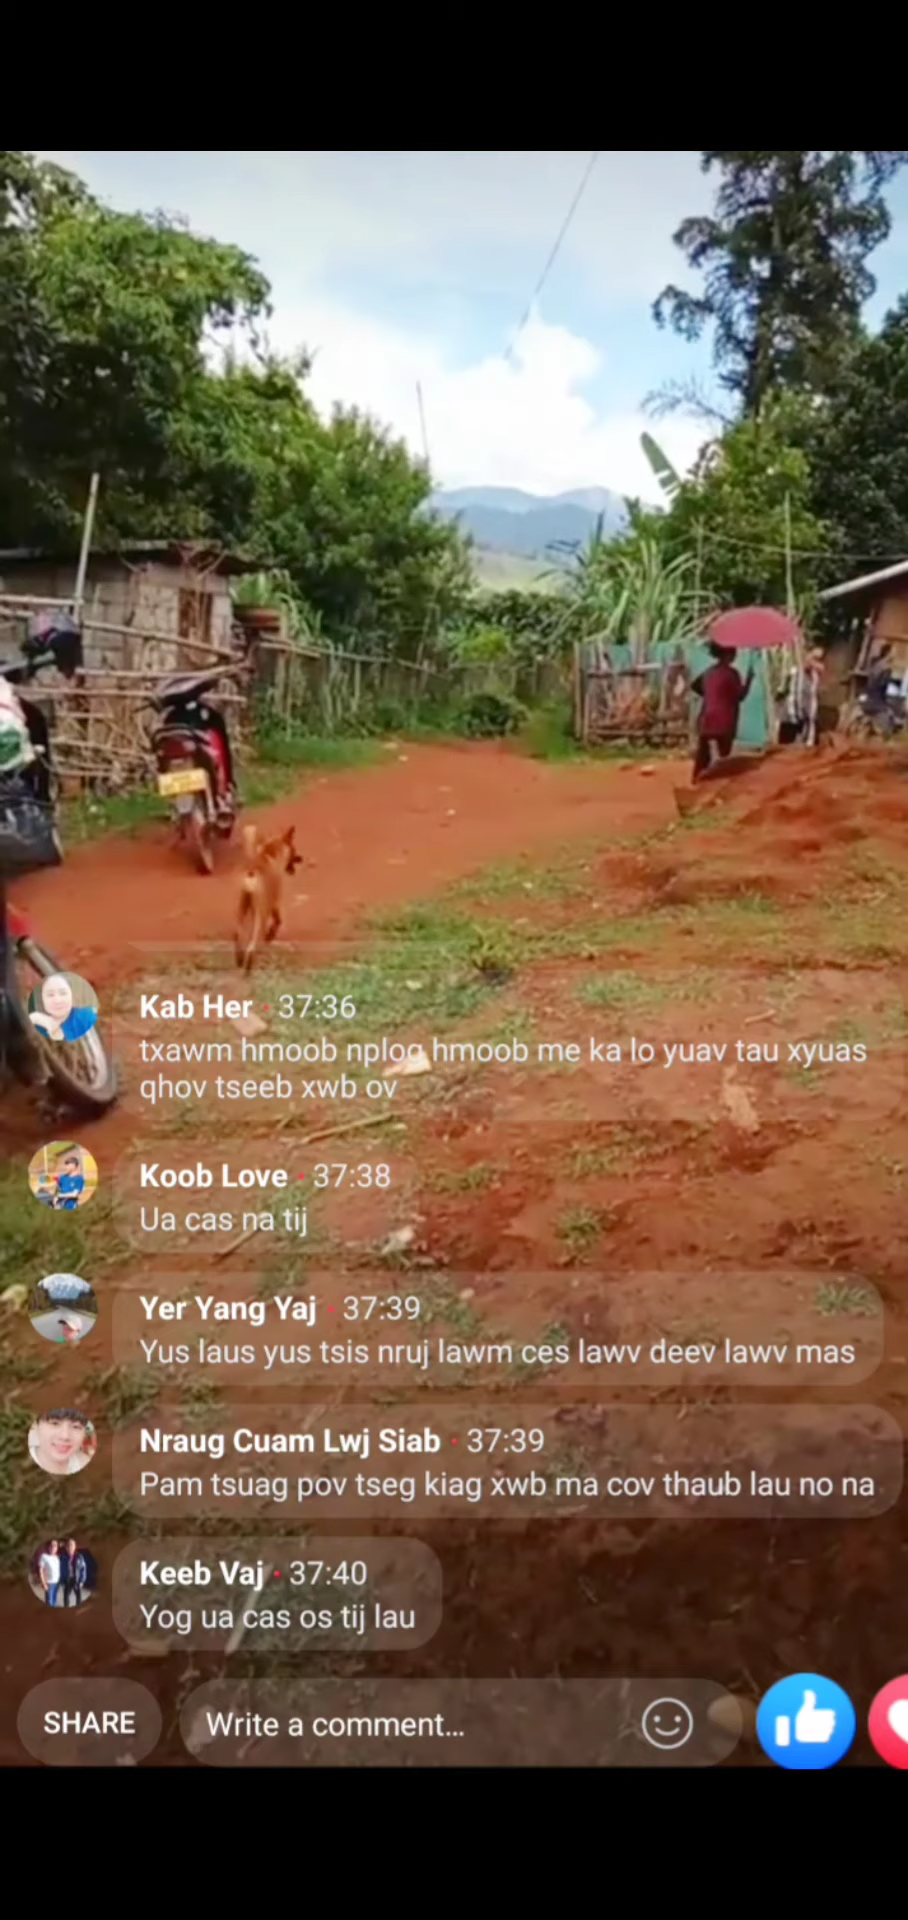 Kab Her • 37:36
txawm hmoob nplog hmoob me ka lo yuav tau xyuas
qhov tseeb xwb ov
Koob Love • 37:38
Ua cas na tij
Yer Yang Yaj • 37:39
Yus laus yus tsis nruj lawm ces lawv deev lawv mas
Nraug Cuam Lwj Siab • 37:39
Pam tsuag pov tseg kiag xwb ma cov thaub lau no na
Keeb Vaj • 37:40
Yog ua cas os tij lau
SHARE
Write a comment...